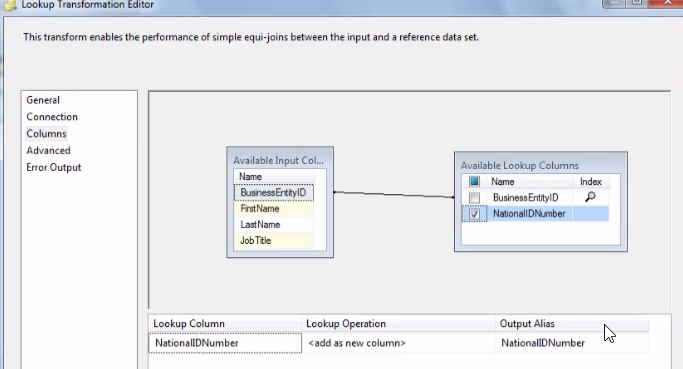 Lookup Transformation Editor
This transform enables the performance of simple equi-joins between the input and a reference data set.
General
Connection
Columns
Advanced
Error Output
Available Input Col...
Name
BusinessEntityID
FirstName
LastName
JobTitle
Available Lookup Columns
Name Index
BusinessEntityID
NationalIDNumber
Lookup Column Lookup Operation Output Alias
NationalIDNumber <add as new column> NationalIDNumber